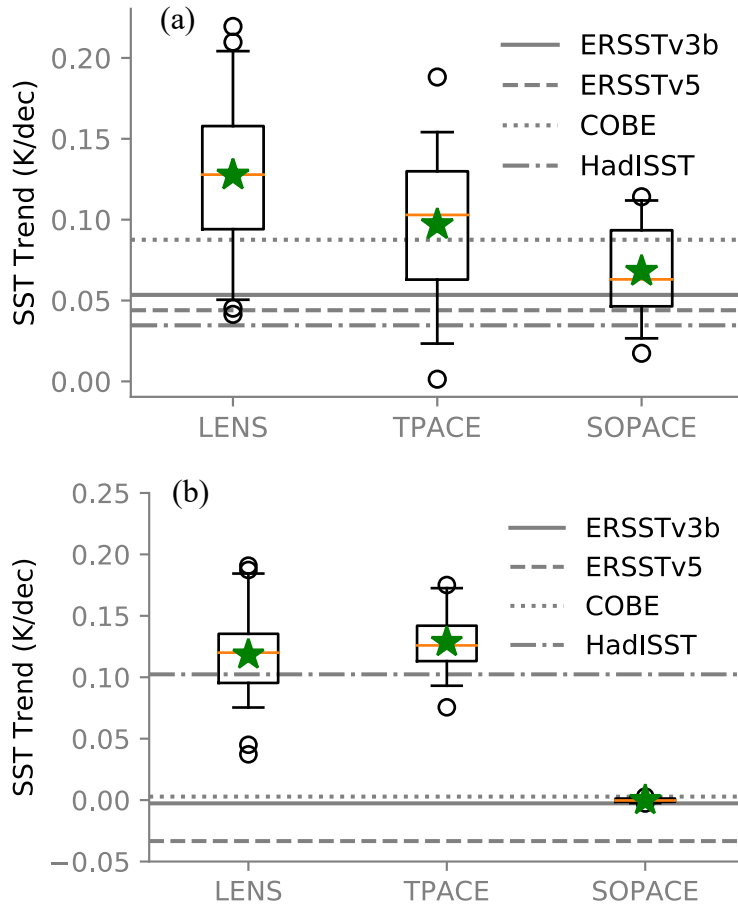 (a)
SST Trend (K/dec)
0.20
0.15
0.10
0.05
0.00
ERSSTv3b
ERSSTv5
COBE
HadISST
LENS TPACE SOPACE
(b)
SST Trend (K/dec)
0.25
0.20
0.15
0.10
0.05
0.00
−0.05
ERSSTv3b
ERSSTv5
COBE
HadISST
LENS TPACE SOPACE